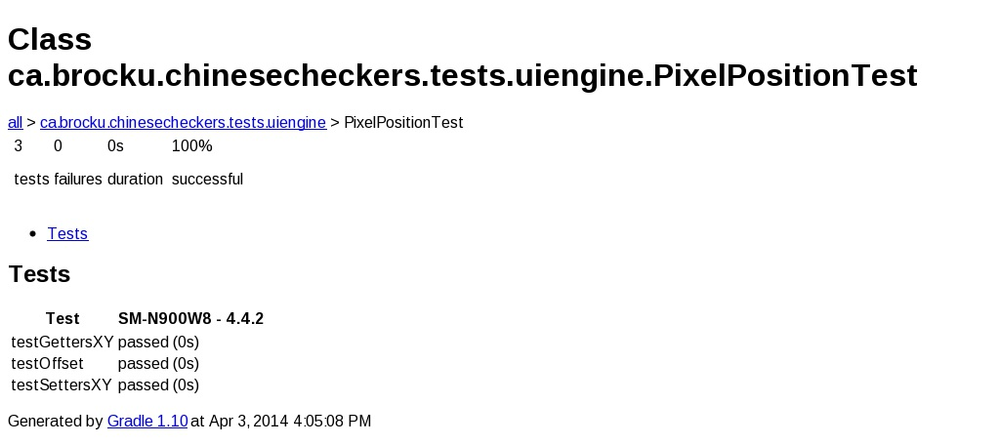 Class
ca.brocku.chinesecheckers.tests.uiengine.PixelPositionTest
all > ca.brocku.chinesecheckers.tests.uiengine > PixelPositionTest
3 0 0s 100%
tests failures duration successful
• Tests
Tests
Test SM-N900W8 - 4.4.2
testGettersXY passed (0s)
testOffset passed (0s)
testSettersXY passed (0s)
Generated by Gradle 1.10 at Apr 3, 2014 4:05:08 PM